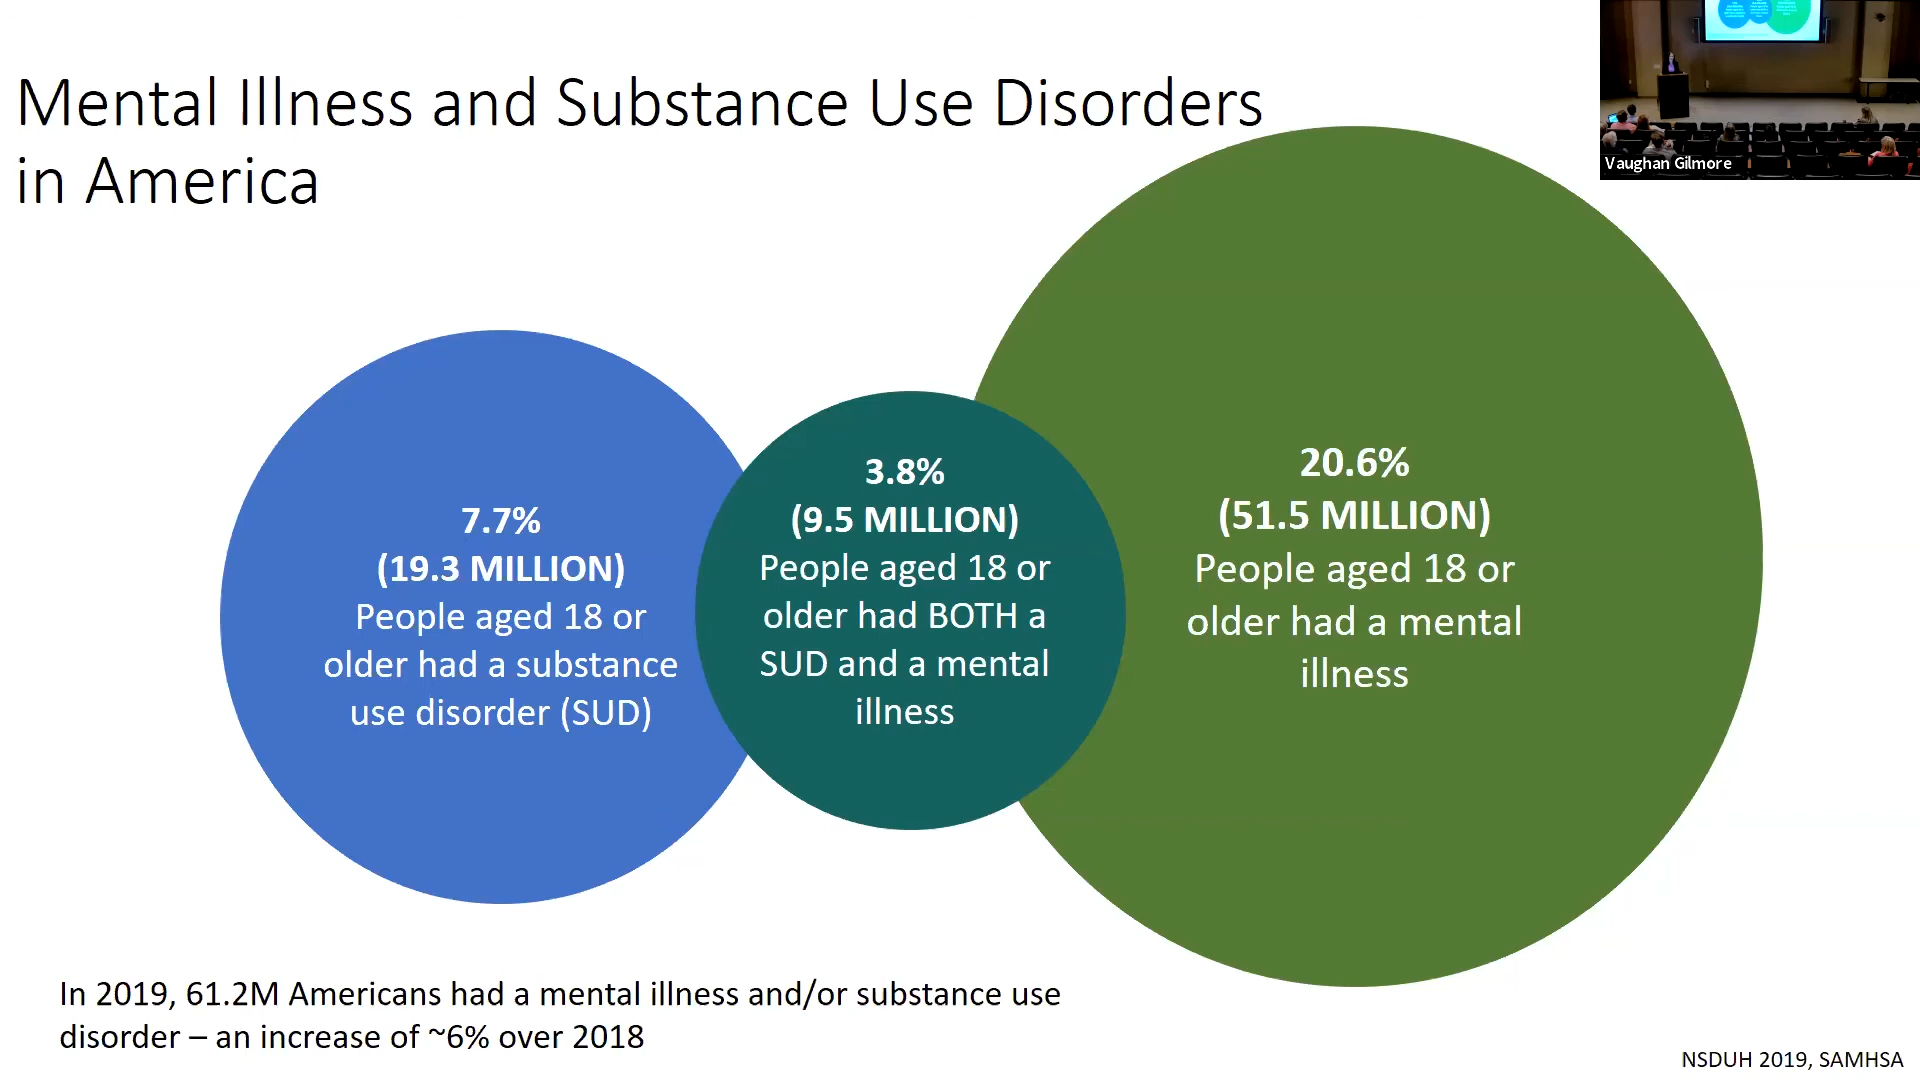 Mental Illness and Substance Use Disorders
in America
Vaughan Gilmore
7.7%
(19.3 MILLION)
People aged 18 or
older had a substance
use disorder (SUD)
3.8%
(9.5 MILLION)
People aged 18 or
older had BOTH a
SUD and a mental
illness
20.6%
(51.5 MILLION)
People aged 18 or
older had a mental
illness
In 2019, 61.2M Americans had a mental illness and/or substance use
disorder – an increase of ~6% over 2018
NSDUH 2019, SAMHSA